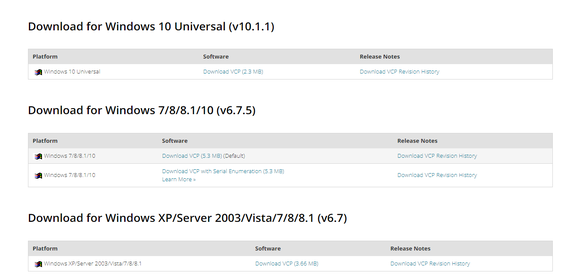 Download for Windows 10 Universal (v10.1.1)
Platform Software Release Notes
Windows 10 Universal Download VCP (2.3 MB) Download VCP Revision History
Download for Windows 7/8/8.1/10 (v6.7.5)
Platform Software Release Notes
Windows 7/8/8.1/10 Download VCP (5.3 MB) (Default) Download VCP Revision History
Windows 7/8/8.1/10 Download VCP with Serial Enumeration (5.3 MB) Download VCP Revision History
Learn More »
Download for Windows XP/Server 2003/Vista/7/8/8.1 (v6.7)
Platform Software Release Notes
Windows XP/Server 2003/Vista/7/8/8.1 Download VCP (3.66 MB) Download VCP Revision History